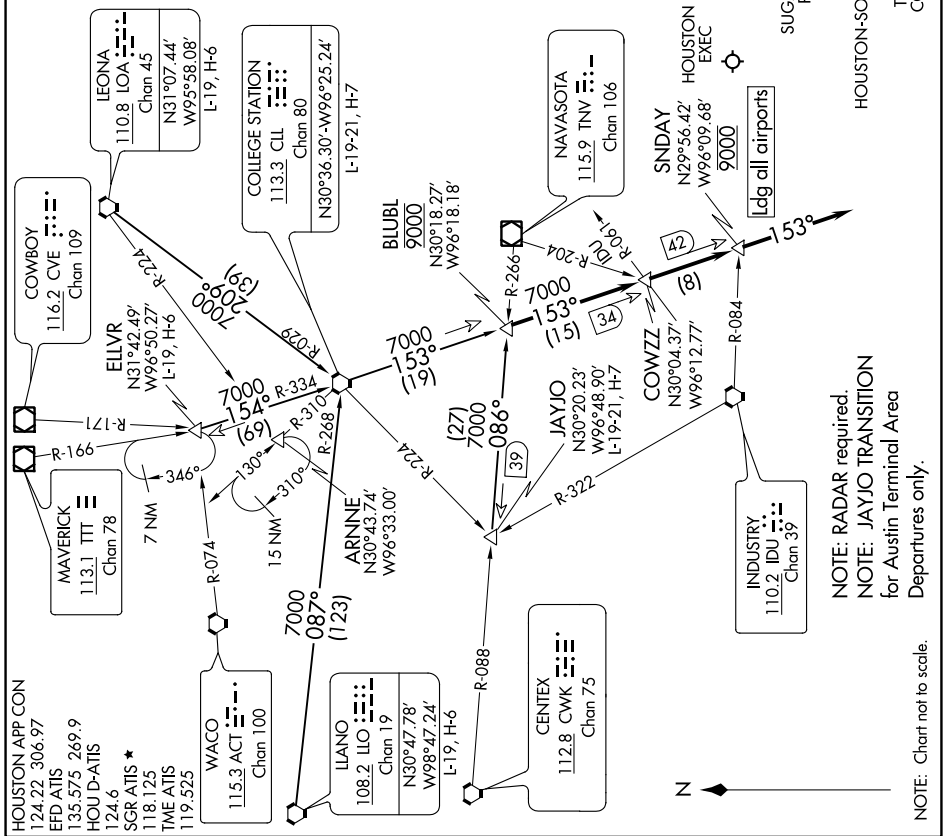 HOUSTON APP CON
124.22 306.97
EFD ATIS
135.575 269.9
HOU D-ATIS
124.6
SGR ATIS ★
118.125
TME ATIS
119.525
MAVERICK
113.1 TTT
Chan 78
COWBOY
116.2 CVE
Chan 109
LEONA
110.8 LOA
Chan 45
N31°07.44'
W95°58.08'
L-19, H-6
ELLVR
N31°42.49'
W96°50.27'
L-19, H-6
R-166
R-171
R-224
7000
209°
(39)
R-029
COLLEGE STATION
113.3 CLL
Chan 80
N30°36.30'-W96°25.24'
L-19-21, H-7
346°
7 NM
7000
154°
(69)
R-334
R-310
R-268
130°
310°
15 NM
R-074
WACO
115.3 ACT
Chan 100
ARNNE
N30°43.74'
W96°33.00'
7000
087°
(123)
LLANO
108.2 LLO
Chan 19
N30°47.78'
W98°47.24'
L-19, H-6
7000
153°
(19)
R-224
BLUBL
9000
N30°18.27'
W96°18.18'
NAVASOTA
115.9 TNV
Chan 106
R-266
R-204
(27)
7000
086°
39
JAYJO
N30°20.23'
W96°48.90'
L-19-21, H-7
R-088
CENTEX
112.8 CWK
Chan 75
7000
153°
(15)
34
IDU
R-061
COWZZ
N30°04.37'
W96°12.77'
42
(8)
SNDAY
N29°56.42'
W96°09.68'
9000
Ldg all airports
HOUSTON
EXEC
153°
R-084
R-322
INDUSTRY
110.2 IDU
Chan 39
NOTE: RADAR required.
NOTE: JAYJO TRANSITION
for Austin Terminal Area
Departures only.
N
NOTE: Chart not to scale.
SUG
HOUSTON-SO